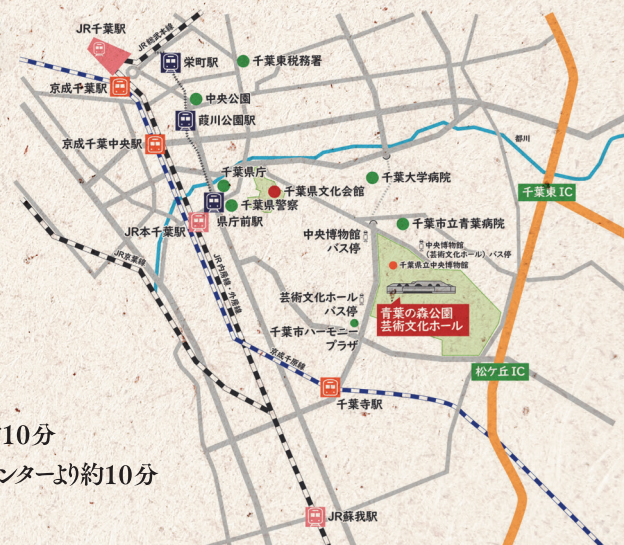 JR千葉駅
JR総武本線
栄町駅
千葉東税務署
京成千葉駅
中央公園
葭川公園駅
京成千葉中央駅
都川
千葉県庁
千葉大学病院
千葉県文化会館
千葉東IC
千葉県警察
県庁前駅
千葉市立青葉病院
JR本千葉駅
中央博物館
バス停
中央博物館
(芸術文化ホール)バス停
千葉県立中央博物館
JR京葉線
JR内房線・外房線
芸術文化ホール
バス停
青葉の森公園
芸術文化ホール
千葉市ハーモニー
プラザ
京成千原線
松ケ丘IC
千葉寺駅
10分
ンターより約10分
JR蘇我駅